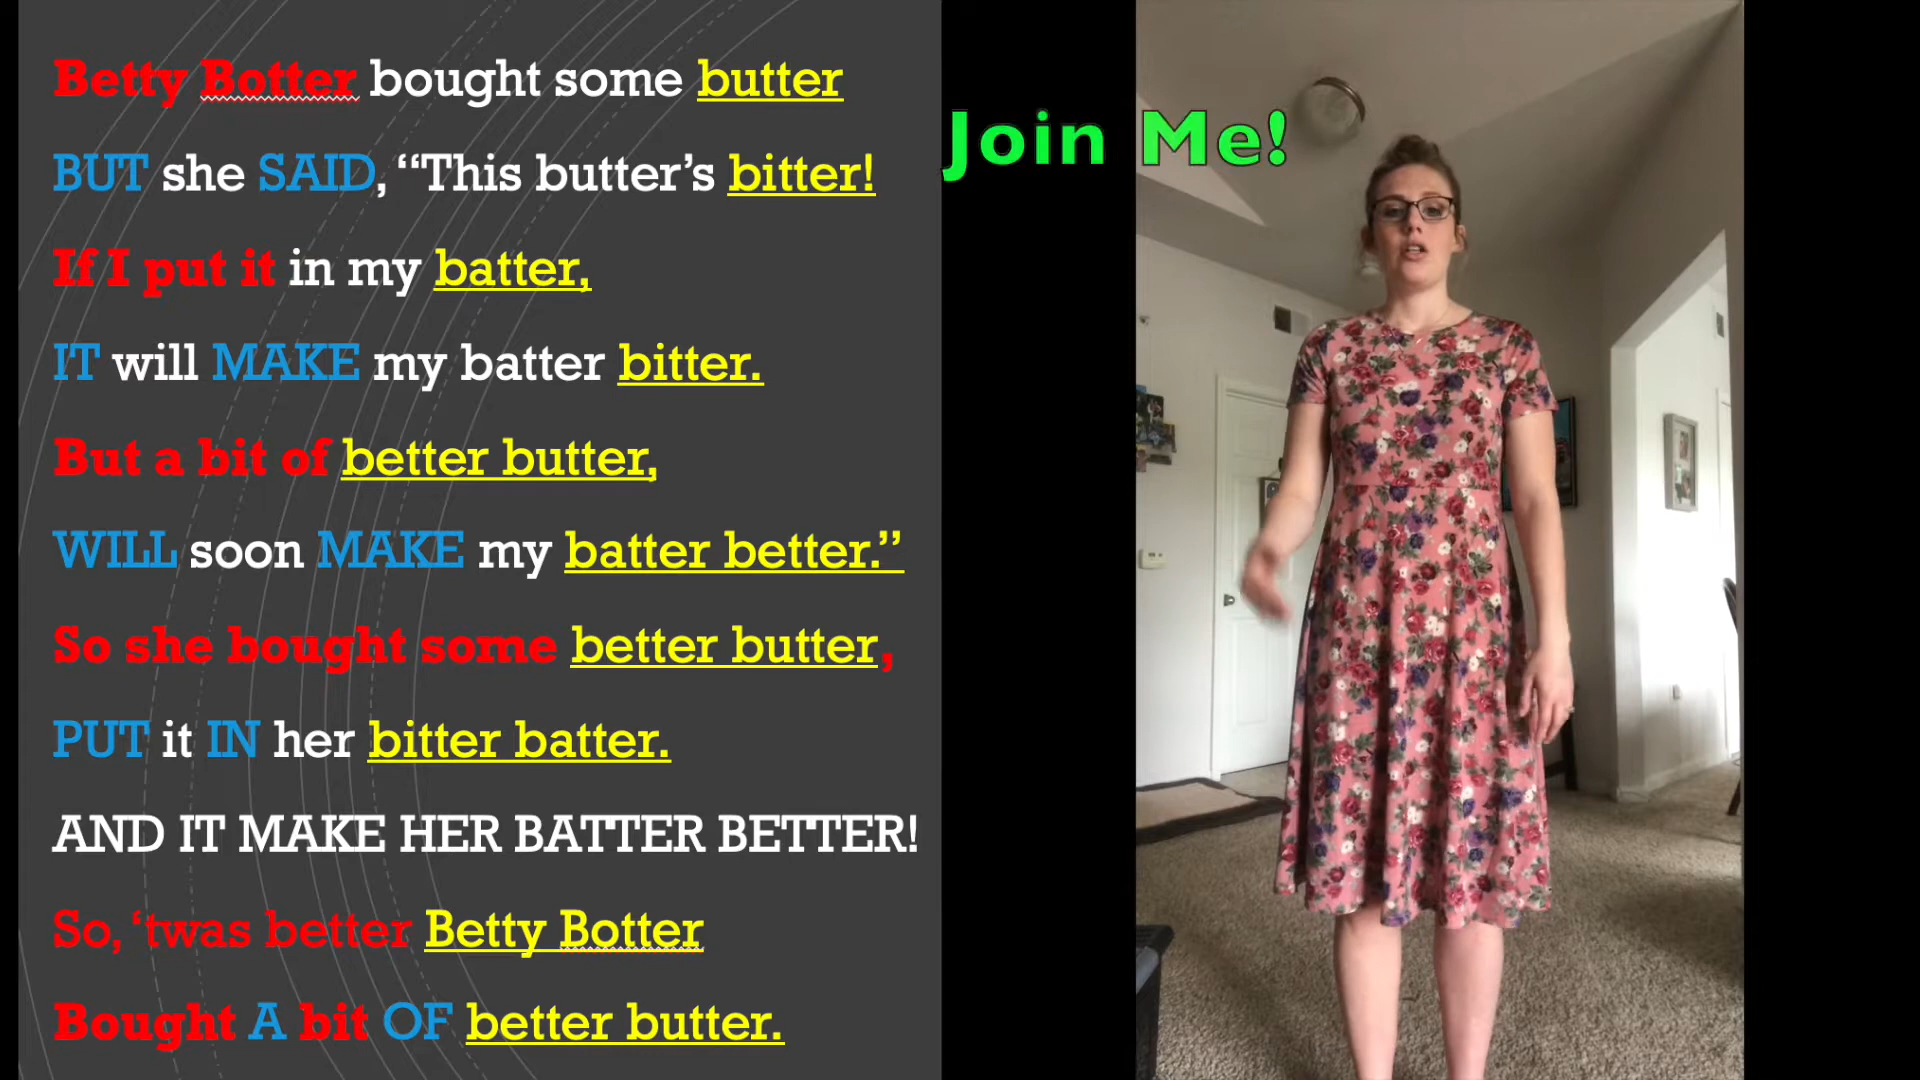 Betty Botter bought some butter
BUT she SAID, “This butter’s bitter!
If I put it in my batter,
IT will MAKE my batter bitter.
But a bit of better butter,
WILL soon MAKE my batter better.”
So she bought some better butter,
PUT it IN her bitter batter.
AND IT MAKE HER BATTER BETTER!
So, ‘twas better Betty Botter
Bought A bit OF better butter.
Join Me!